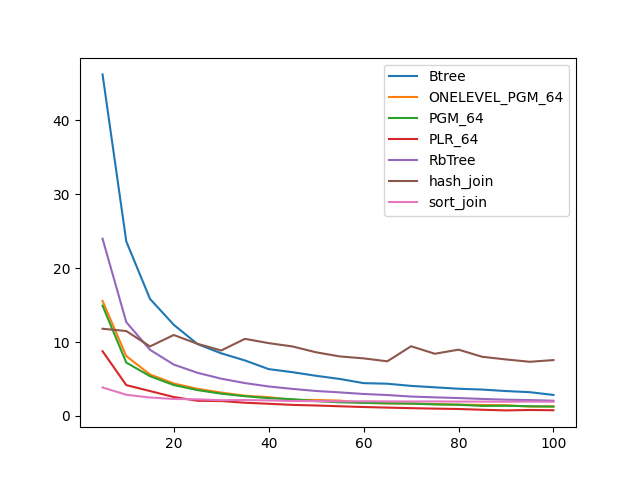 Btree
ONELEVEL_PGM_64
PGM_64
PLR_64
RbTree
hash_join
sort_join
40
30
20
10
0
20 40 60 80 100